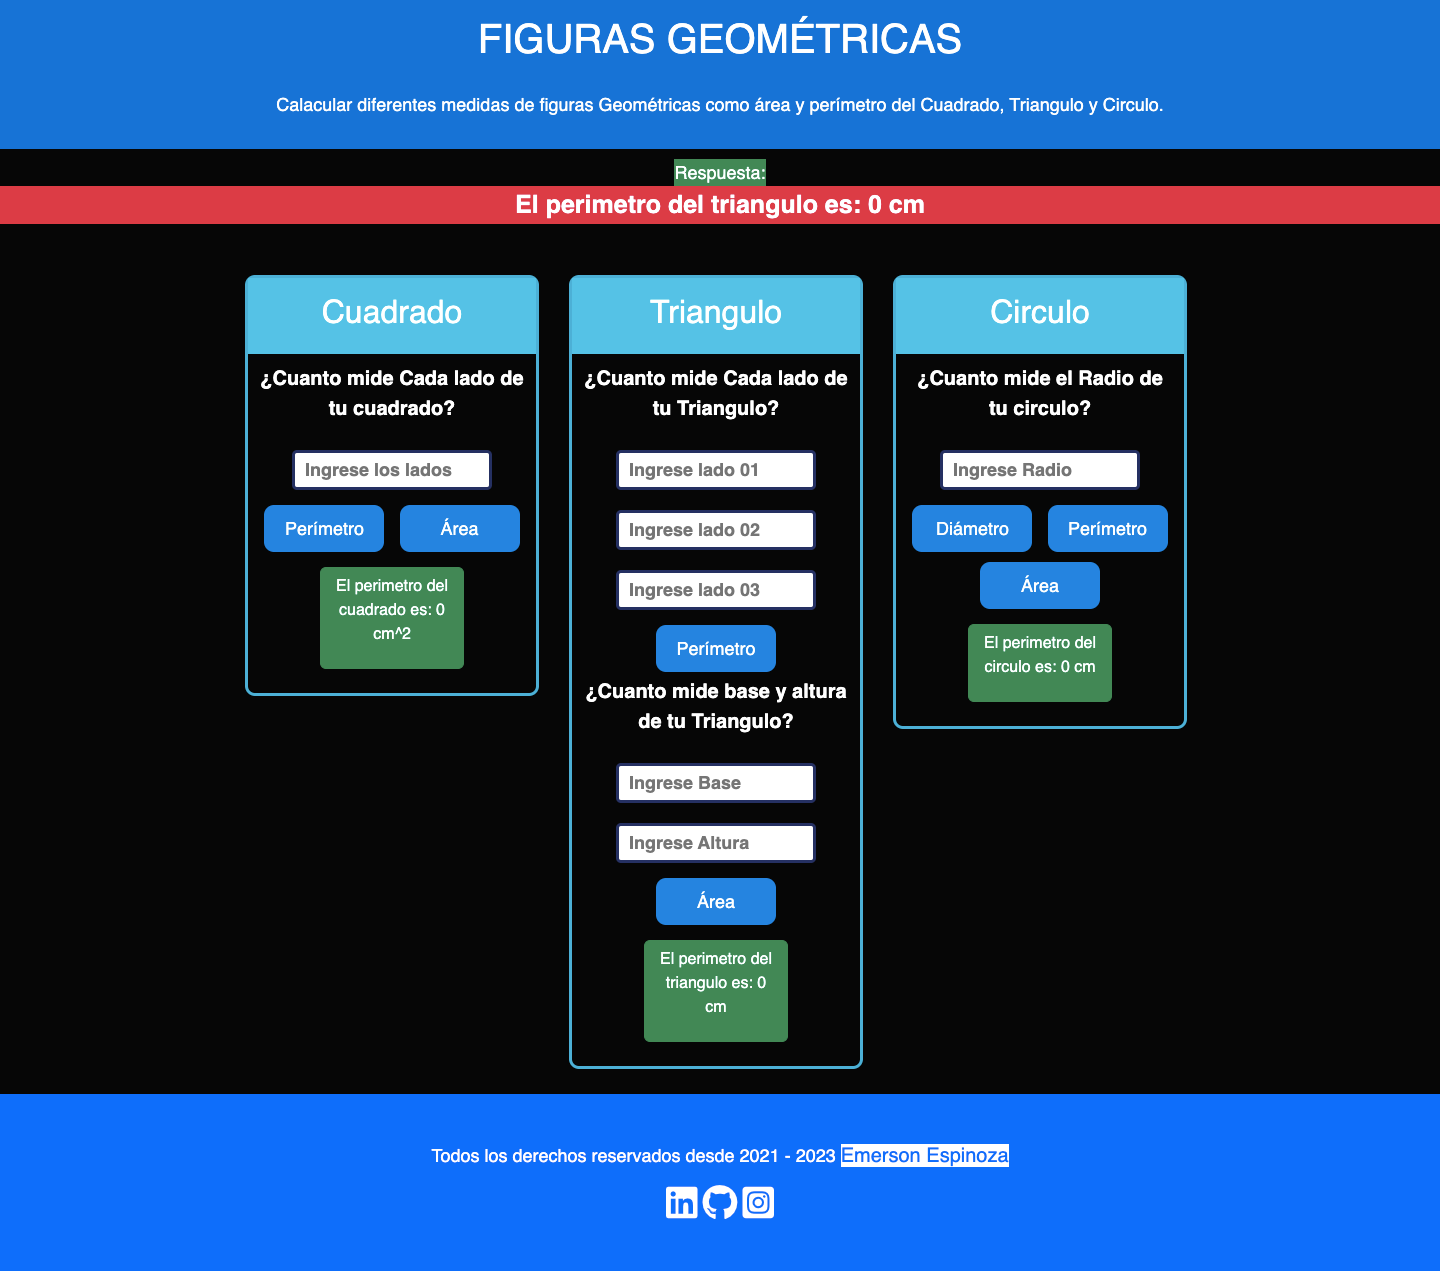 FIGURAS GEOMÉTRICAS
Calacular diferentes medidas de figuras Geométricas como área y perímetro del Cuadrado, Triangulo y Circulo.
Respuesta:
El perimetro del triangulo es: 0 cm
Cuadrado
¿Cuanto mide Cada lado de
tu cuadrado?
Ingrese los lados
Perímetro
Área
El perimetro del
cuadrado es: 0
cm^2
Triangulo
¿Cuanto mide Cada lado de
tu Triangulo?
Ingrese lado 01
Ingrese lado 02
Ingrese lado 03
Perímetro
¿Cuanto mide base y altura
de tu Triangulo?
Ingrese Base
Ingrese Altura
Área
El perimetro del
triangulo es: 0
cm
Circulo
¿Cuanto mide el Radio de
tu circulo?
Ingrese Radio
Diámetro
Perímetro
Área
El perimetro del
circulo es: 0 cm
Todos los derechos reservados desde 2021 - 2023 Emerson Espinoza